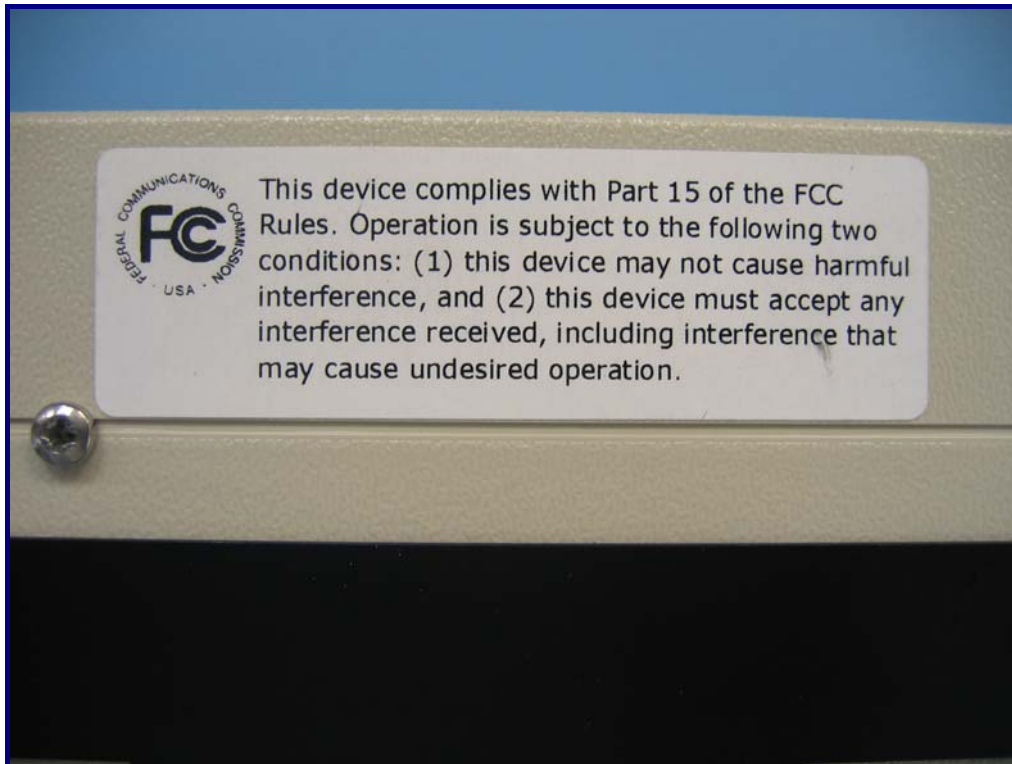 FEDERAL COMMUNICATIONS COMMISSION
· USA ·
FCC
This device complies with Part 15 of the FCC
Rules. Operation is subject to the following two
conditions: (1) this device may not cause harmful
interference, and (2) this device must accept any
interference received, including interference that
may cause undesired operation.